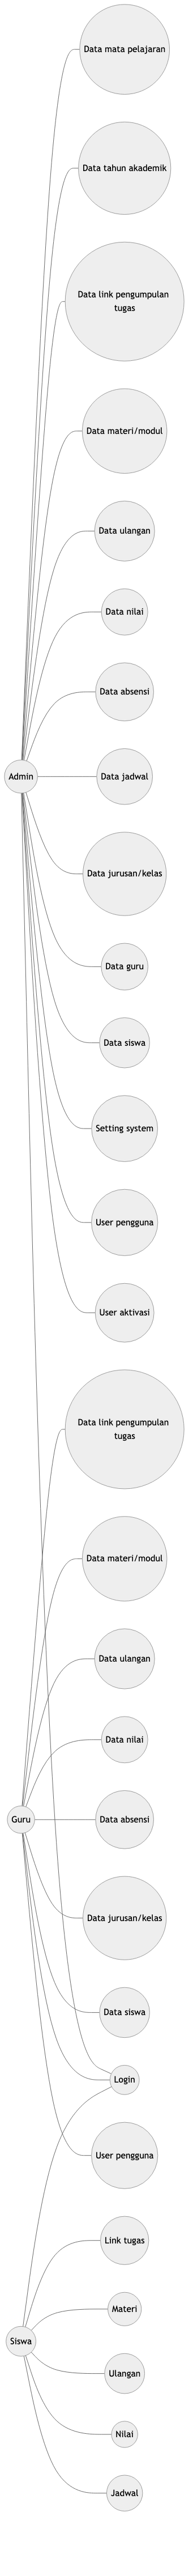 Data mata pelajaran
Data tahun akademik
Data link pengumpulan
tugas
Data materi/modul
Data ulangan
Data nilai
Data absensi
Admin
Data jadwal
Data jurusan/kelas
Data guru
Data siswa
Setting system
User pengguna
User aktivasi
Data link pengumpulan
tugas
Data materi/modul
Data ulangan
Data nilai
Guru
Data absensi
Data jurusan/kelas
Data siswa
Login
User pengguna
Link tugas
Materi
Siswa
Ulangan
Nilai
Jadwal